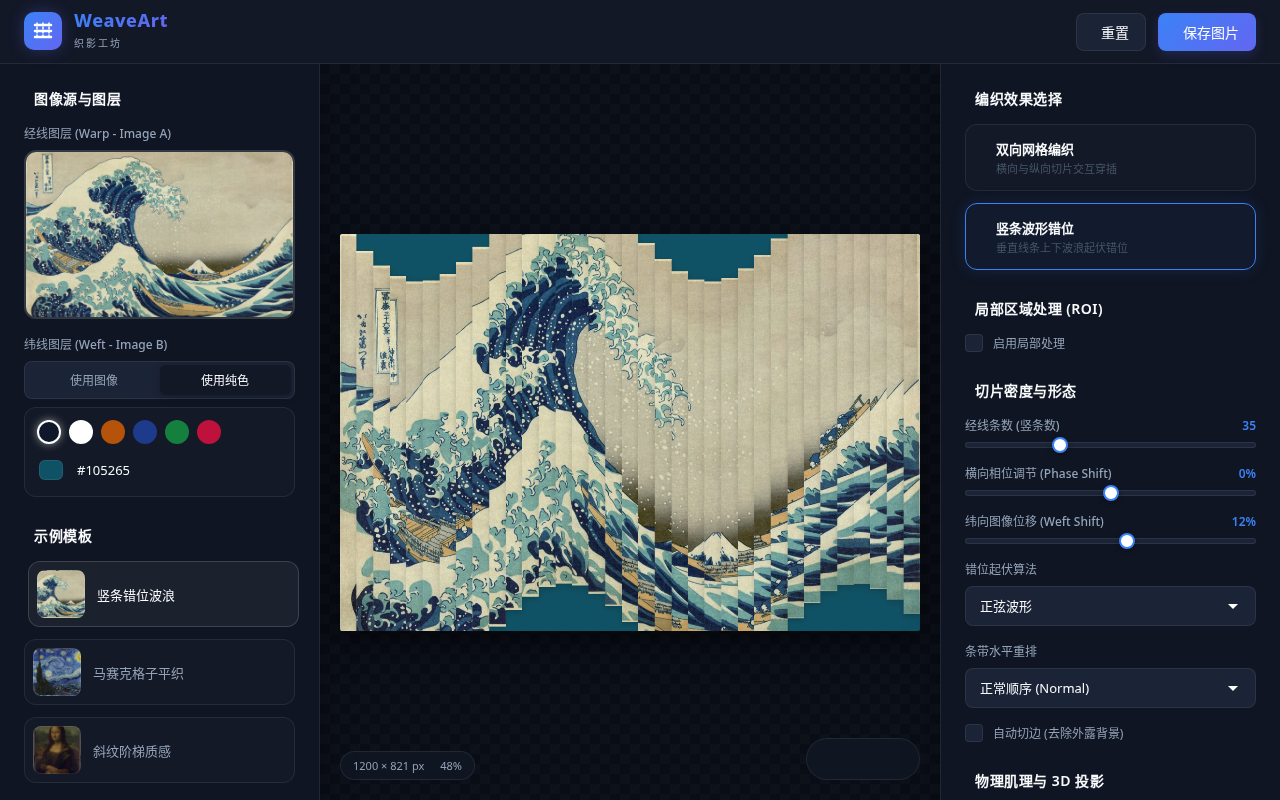 WeaveArt
织影工坊
重置
保存图片
图像源与图层
经线图层 (Warp - Image A)
纬线图层 (Weft - Image B)
使用图像
使用纯色
#105265
示例模板
竖条错位波浪
马赛克格子平织
斜纹阶梯质感
1200 × 821 px
48%
编织效果选择
双向网格编织
横向与纵向切片交互穿插
竖条波形错位
垂直线条上下波浪起伏错位
局部区域处理 (ROI)
启用局部处理
切片密度与形态
经线条数 (竖条数)
35
横向相位调节 (Phase Shift)
0%
纬向图像位移 (Weft Shift)
12%
错位起伏算法
正弦波形
条带水平重排
正常顺序 (Normal)
自动切边 (去除外露背景)
物理肌理与 3D 投影